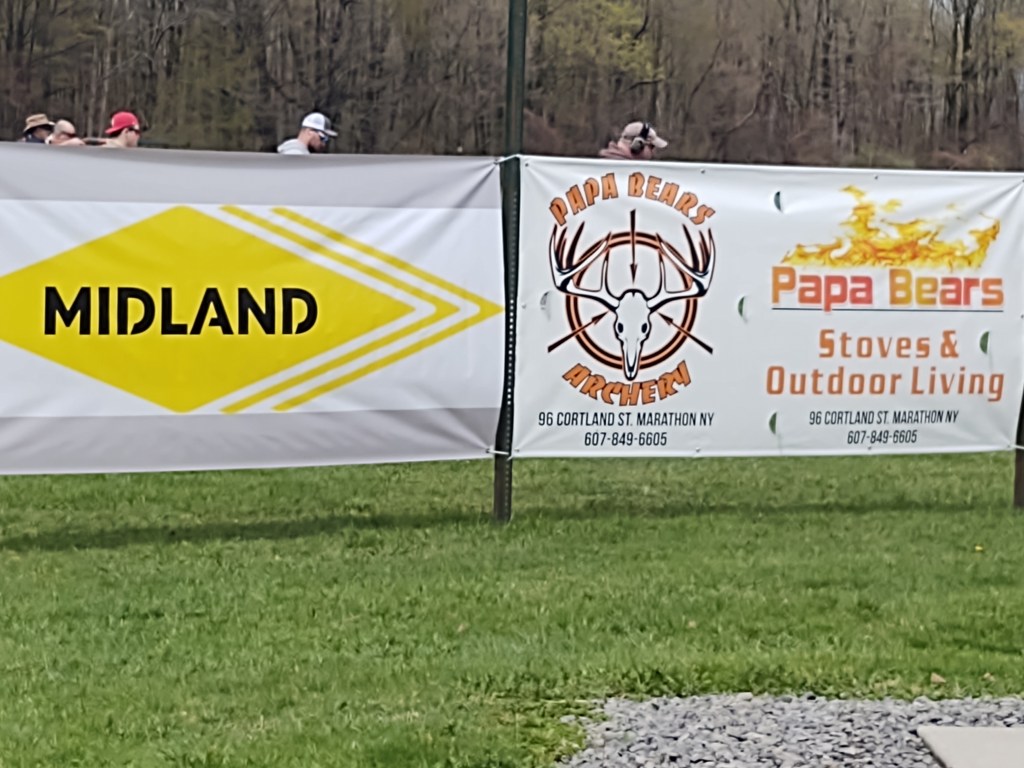 MIDLAND
PAPA BEARS
ARCHERY
96 CORTLAND ST. MARATHON NY
607-849-6605
Papa Bears
Stoves &
Outdoor Living
96 CORTLAND ST. MARATHON NY
607-849-6605